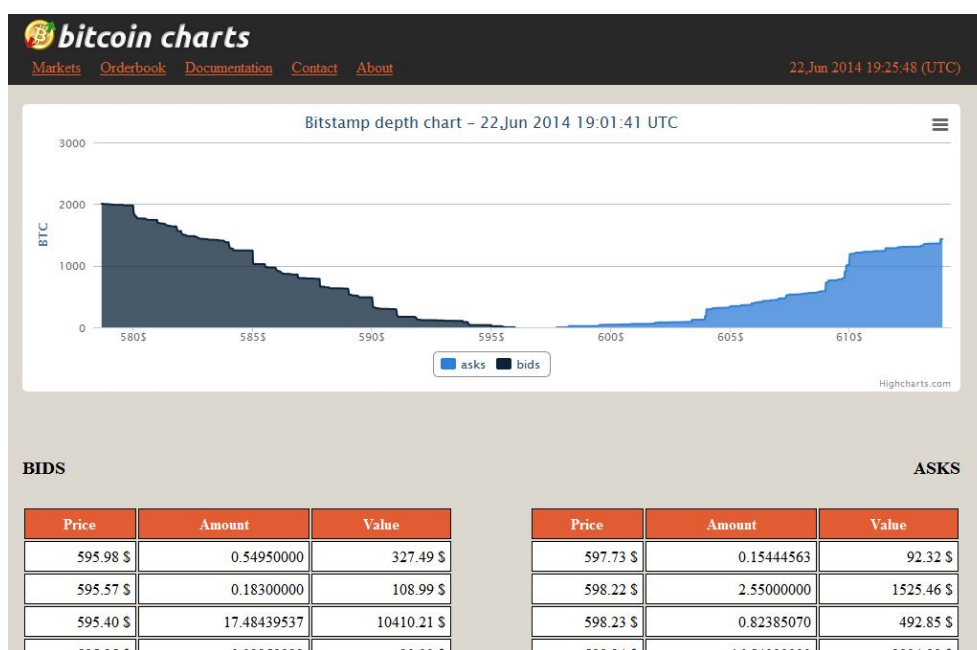 bitcoin charts
Markets Orderbook Documentation Contact About 22,Jun 2014 19:25:48 (UTC)
Bitstamp depth chart - 22,Jun 2014 19:01:41 UTC
3000
2000
1000
0
BTC
580$ 585$ 590$ 595$ 600$ 605$ 610$
asks bids
Highcharts.com
BIDS
ASKS
Price Amount Value
595.98 $ 0.54950000 327.49 $
595.57 $ 0.18300000 108.99 $
595.40 $ 17.48439537 10410.21 $
Price Amount Value
597.73 $ 0.15444563 92.32 $
598.22 $ 2.55000000 1525.46 $
598.23 $ 0.82385070 492.85 $